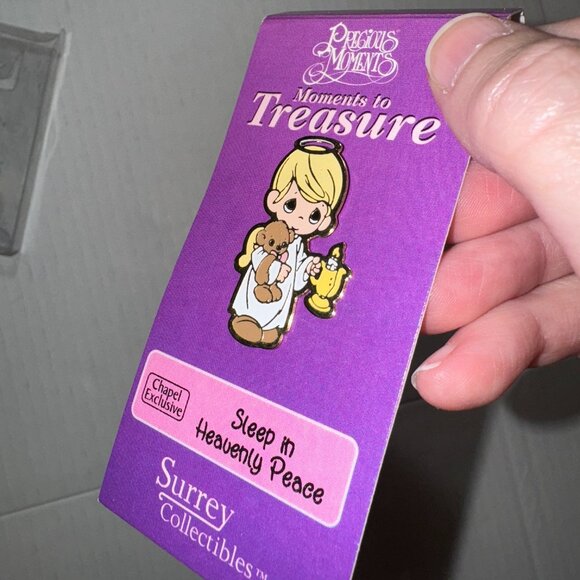 Precious
Moments
Moments to
Treasure
Chapel
Exclusive
Sleep in
Heavenly Peace
Surrey
Collectibles™